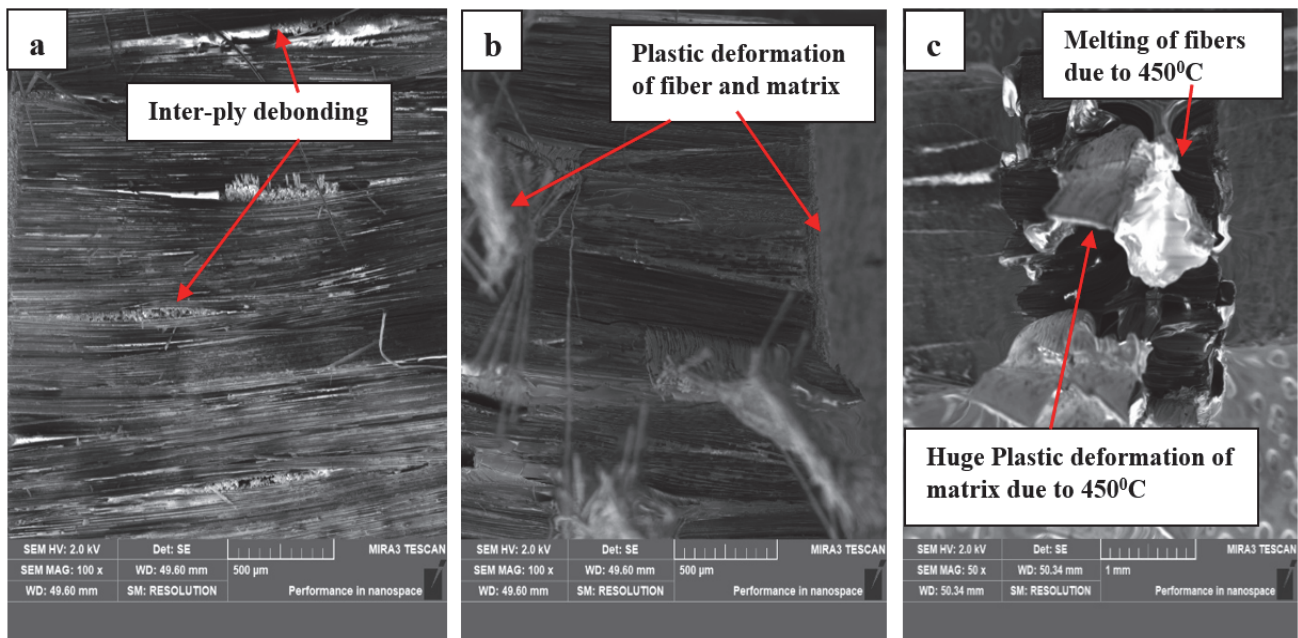 a
Inter-ply debonding
SEM HV: 2.0 kV Det: SE
SEM MAG: 100 x WD: 49.60 mm 500 µm MIRA3 TESCAN
WD: 49.60 mm SM: RESOLUTION Performance in nanospace
b
Plastic deformation
of fiber and matrix
SEM HV: 2.0 kV Det: SE
SEM MAG: 100 x WD: 49.60 mm 500 µm MIRA3 TESCAN
WD: 49.60 mm SM: RESOLUTION Performance in nanospace
c
Melting of fibers
due to 450⁰C
Huge Plastic deformation of
matrix due to 450⁰C
SEM HV: 2.0 kV Det: SE
SEM MAG: 50 x WD: 50.34 mm 1 mm MIRA3 TESCAN
WD: 50.34 mm SM: RESOLUTION Performance in nanospace